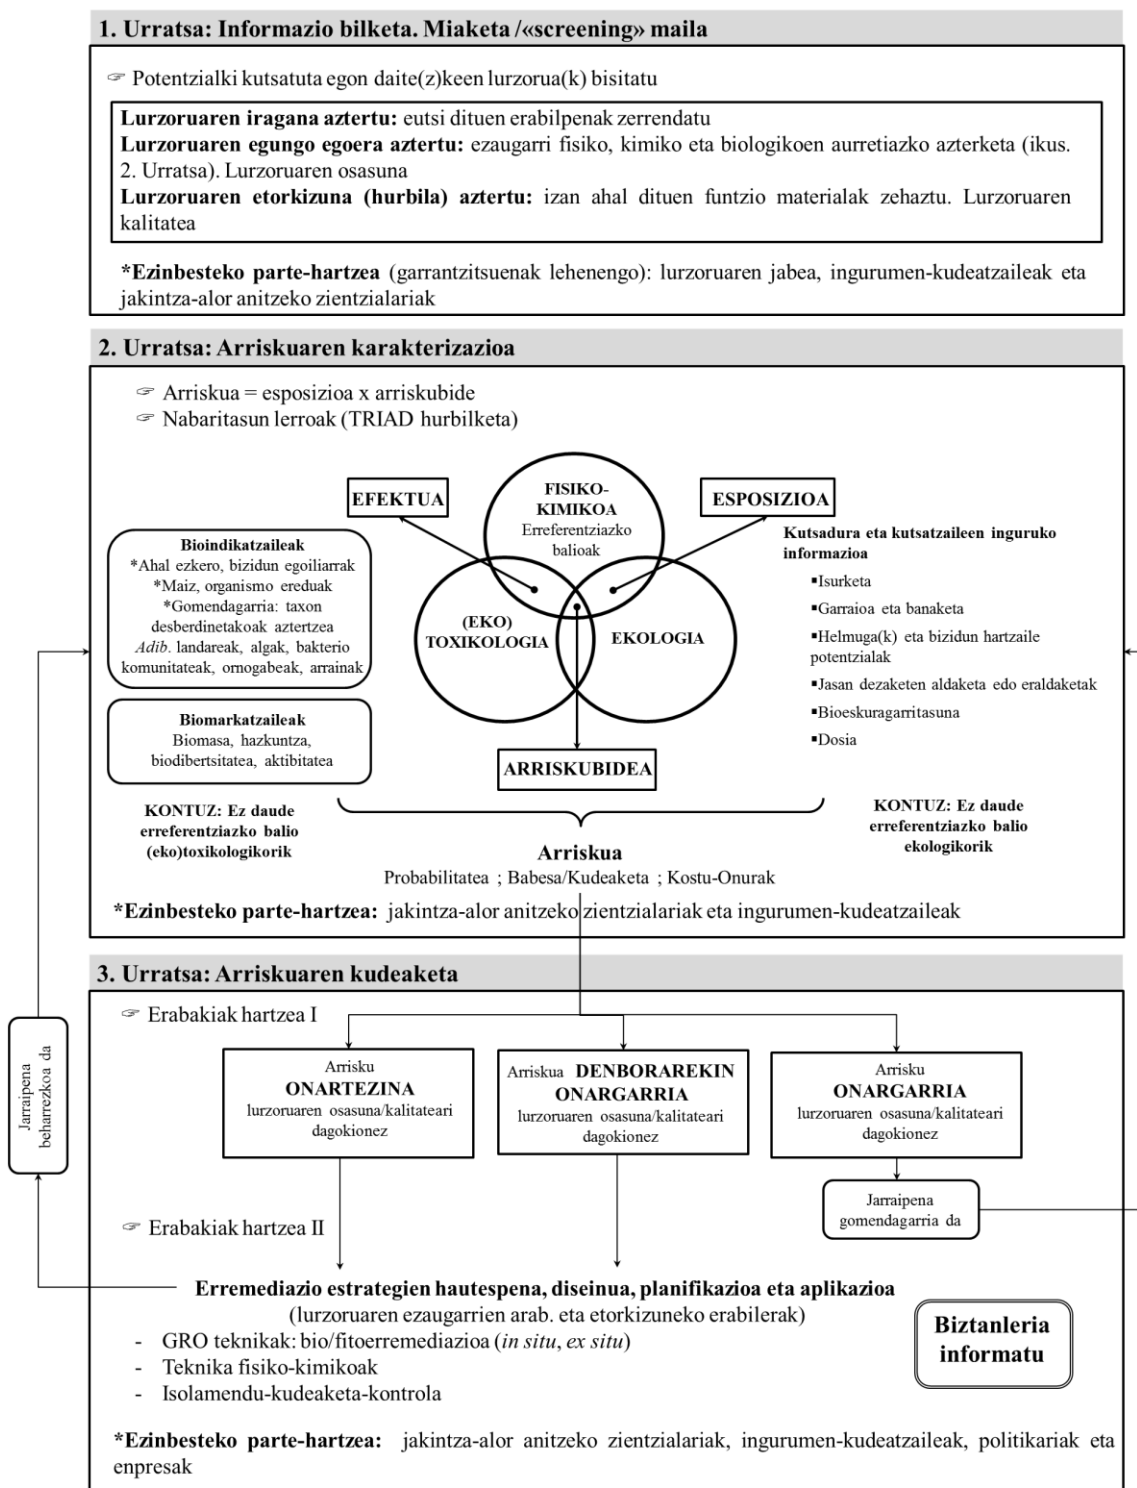 1. Urratsa: Informazio bilketa. Miaketa /«screening» maila
☞ Potentzialki kutsatuta egon daite(z)keen lurzorua(k) bisitatu
Lurzoruaren iragana aztertu: eutsi dituen erabilpenak zerrendatu
Lurzoruaren egungo egoera aztertu: ezaugarri fisiko, kimiko eta biologikoen aurretiazko azterketa (ikus.
2. Urratsa). Lurzoruaren osasuna
Lurzoruaren etorkizuna (hurbila) aztertu: izan ahal dituen funtzio materialak zehaztu. Lurzoruaren
kalitatea
*Ezinbesteko parte-hartzea (garrantzitsuenak lehenengo): lurzoruaren jabea, ingurumen-kudeatzaileak eta
jakintza-alor anitzeko zientzialariak
2. Urratsa: Arriskuaren karakterizazioa
☞ Arriskua = esposizioa x arriskubide
☞ Nabaritasun lerroak (TRIAD hurbilketa)
EFEKTUA
FISIKO-
KIMIKOA
Erreferentziazko
balioak
ESPOSIZIOA
(EKO)
TOXIKOLOGIA
EKOLOGIA
ARRISKUBIDEA
Bioindikatzaileak
*Ahal ezkero, bizidun egoiliarrak
*Maiz, organismo ereduak
*Gomendagarria: taxon
desberdinetakoak aztertzea
Adib. landareak, algak, bakterio
komunitateak, ornogabeak, arrainak
Biomarkatzaileak
Biomasa, hazkuntza,
biodibertsitatea, aktibitatea
KONTUZ: Ez daude
erreferentziazko balio
(eko)toxikologikorik
Kutsadura eta kutsatzaileen inguruko
informazioa
▪Isurketa
▪Garraioa eta banaketa
▪Helmuga(k) eta bizidun hartzaile
potentzialak
▪Jasan dezaketen aldaketa edo eraldaketak
▪Bioeskuragarritasuna
▪Dosia
KONTUZ: Ez daude
erreferentziazko balio
ekologikorik
Arriskua
Probabilitatea ; Babesa/Kudeaketa ; Kostu-Onurak
*Ezinbesteko parte-hartzea: jakintza-alor anitzeko zientzialariak eta ingurumen-kudeatzaileak
3. Urratsa: Arriskuaren kudeaketa
☞ Erabakiak hartzea I
Arrisku
ONARTEZINA
lurzoruaren osasuna/kalitateari
dagokionez
Arriskua DENBORAREKIN
ONARGARRIA
lurzoruaren osasuna/kalitateari
dagokionez
Arrisku
ONARGARRIA
lurzoruaren osasuna/kalitateari
dagokionez
Jarraipena
gomendagarria da
Jarraipena
beharrezkoa da
☞ Erabakiak hartzea II
Erremediazio estrategien hautespena, diseinua, planifikazioa eta aplikazioa
(lurzoruaren ezaugarrien arab. eta etorkizuneko erabilerak)
- GRO teknikak: bio/fitoerremediazioa (in situ, ex situ)
- Teknika fisiko-kimikoak
- Isolamendu-kudeaketa-kontrola
Biztanleria
informatu
*Ezinbesteko parte-hartzea: jakintza-alor anitzeko zientzialariak, ingurumen-kudeatzaileak, politikariak eta
enpresak